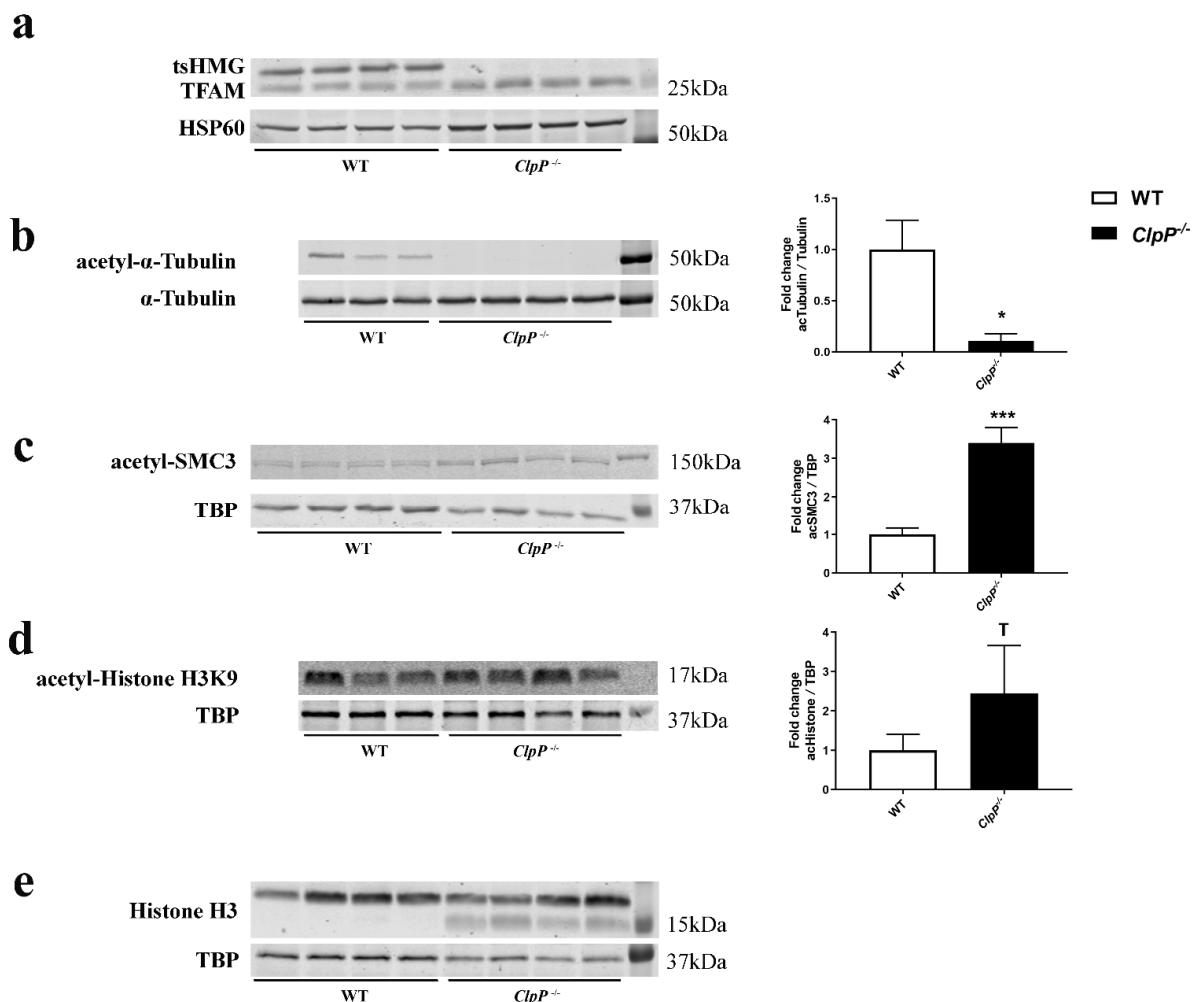 a
tsHMG
TFAM
25kDa
HSP60
50kDa
WT
ClpP -/-
b
acetyl-α-Tubulin
50kDa
α-Tubulin
50kDa
WT
ClpP -/-
Fold change
acTubulin / Tubulin
1.5
1.0
0.5
0.0
*
WT
ClpP-/-
WT
ClpP-/-
c
acetyl-SMC3
150kDa
TBP
37kDa
WT
ClpP -/-
Fold change
acSMC3 / TBP
4
3
2
1
0
***
WT
ClpP-/-
d
acetyl-Histone H3K9
17kDa
TBP
37kDa
WT
ClpP -/-
Fold change
acHistone / TBP
4
3
2
1
0
T
WT
ClpP-/-
e
Histone H3
15kDa
TBP
37kDa
WT
ClpP -/-